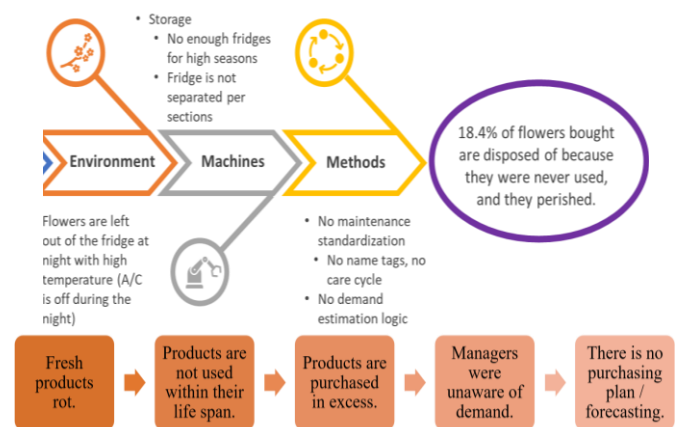 • Storage
• No enough fridges
for high seasons
• Fridge is not
separated per
sections
Environment
Machines
Methods
18.4% of flowers bought
are disposed of because
they were never used,
and they perished.
Flowers are left
out of the fridge at
night with high
temperature (A/C
is off during the
night)
• No maintenance
standardization
• No name tags, no
care cycle
• No demand
estimation logic
Fresh
products
rot.
Products are
not used
within their
life span.
Products are
purchased
in excess.
Managers
were
unaware of
demand.
There is no
purchasing
plan /
forecasting.